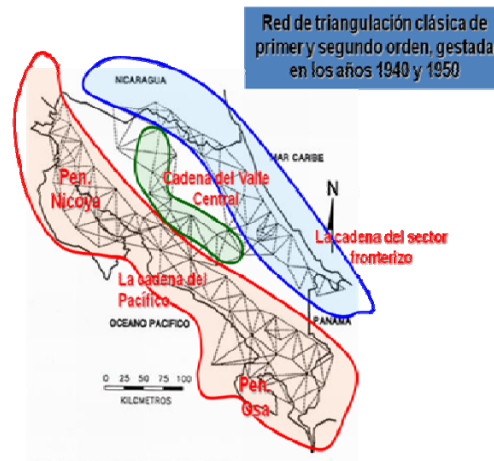 Red de triangulación clásica de
primer y segundo orden, gestada
en los años 1940 y 1950
NICARAGUA
MAR CARIBE
Pen.
Nicoya
Cadena del Valle
Central
N
La cadena del sector
fronterizo
La cadena del
Pacífico
OCEANO PACIFICO
PANAMA
0 25 50 75 100
KILOMETROS
Pen.
Osa